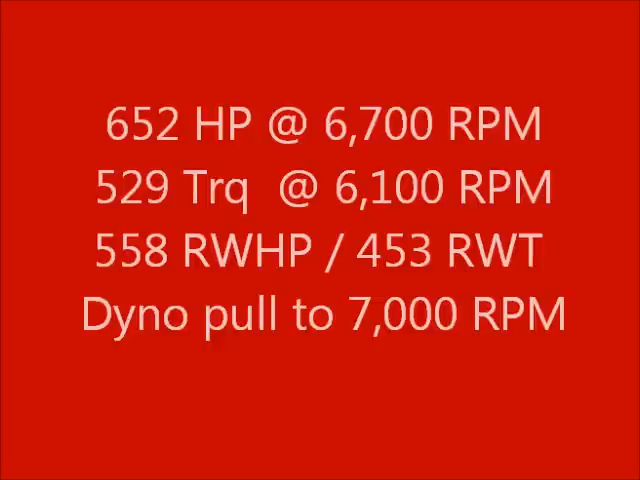 652 HP @ 6,700 RPM
529 Trq  @ 6,100 RPM
558 RWHP / 453 RWT
Dyno pull to 7,000 RPM